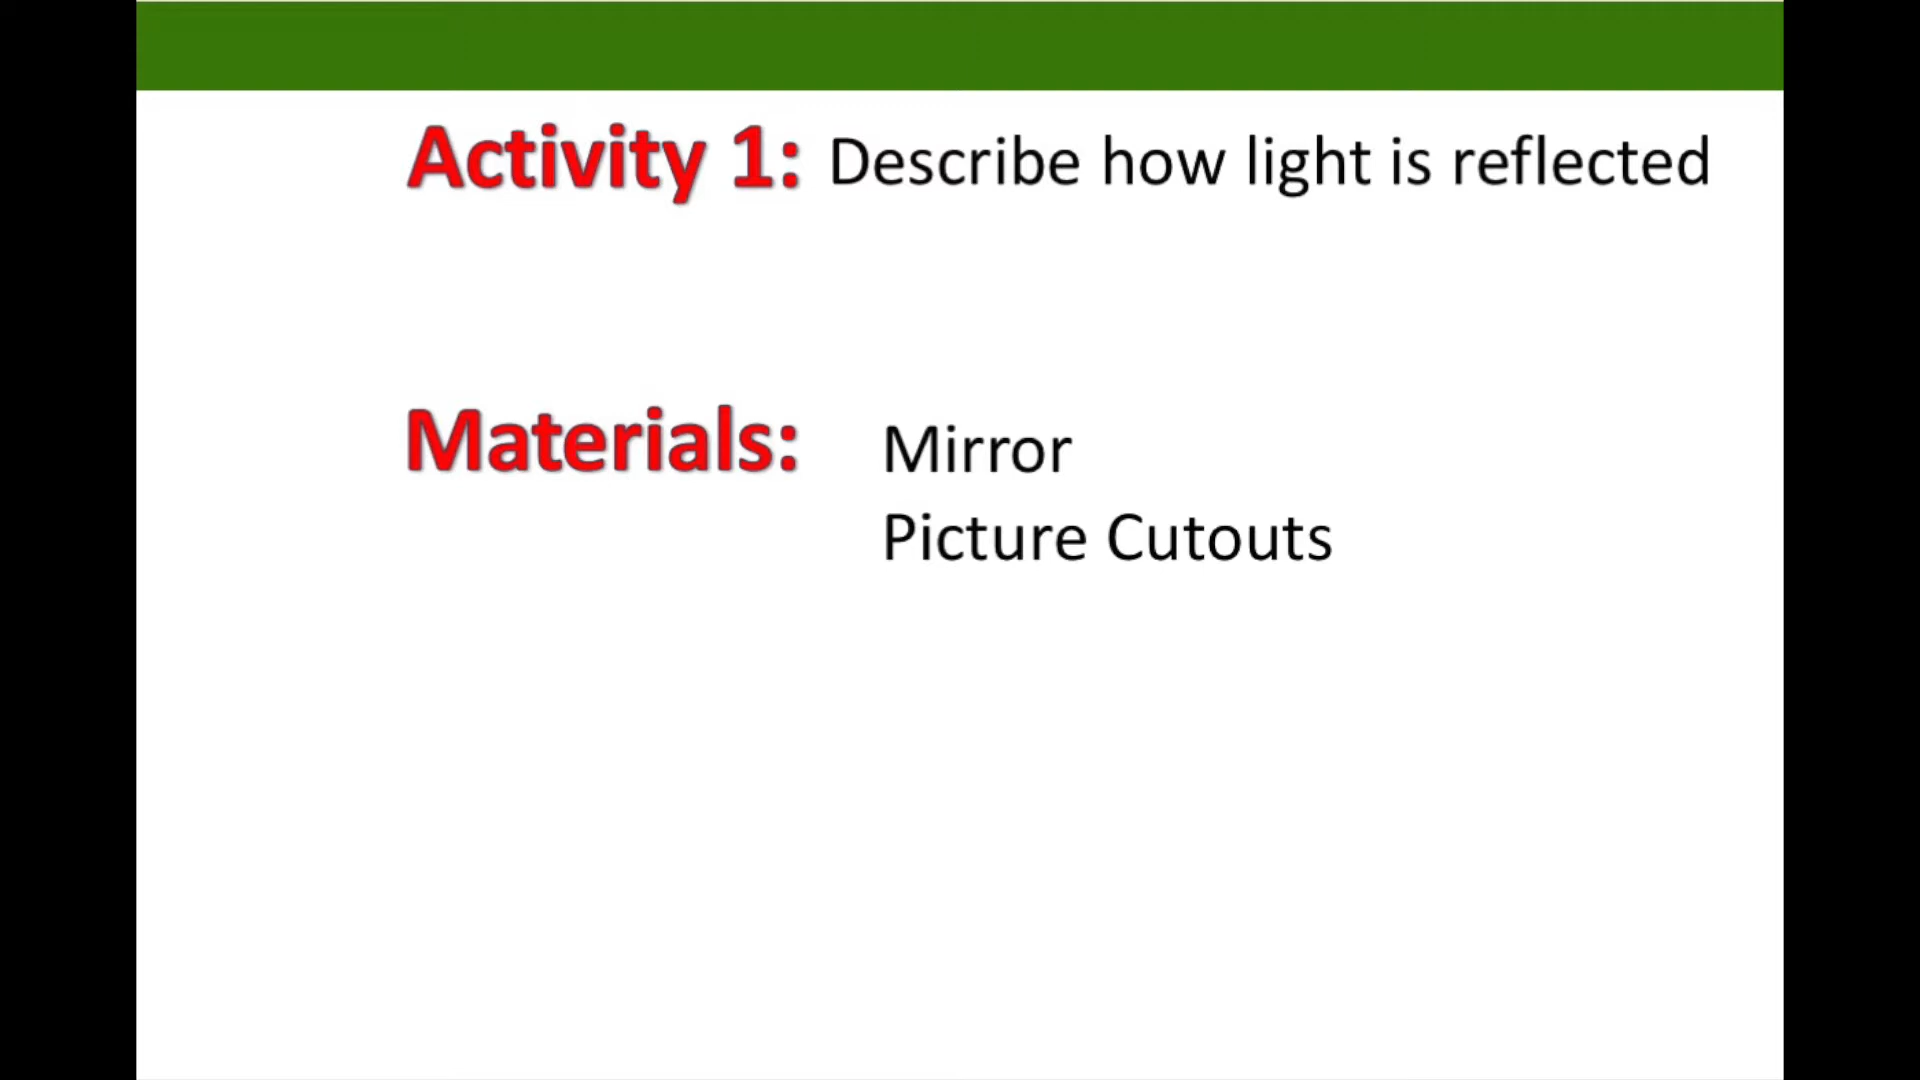 Activity 1: Describe how light is reflected
Materials: Mirror
Picture Cutouts